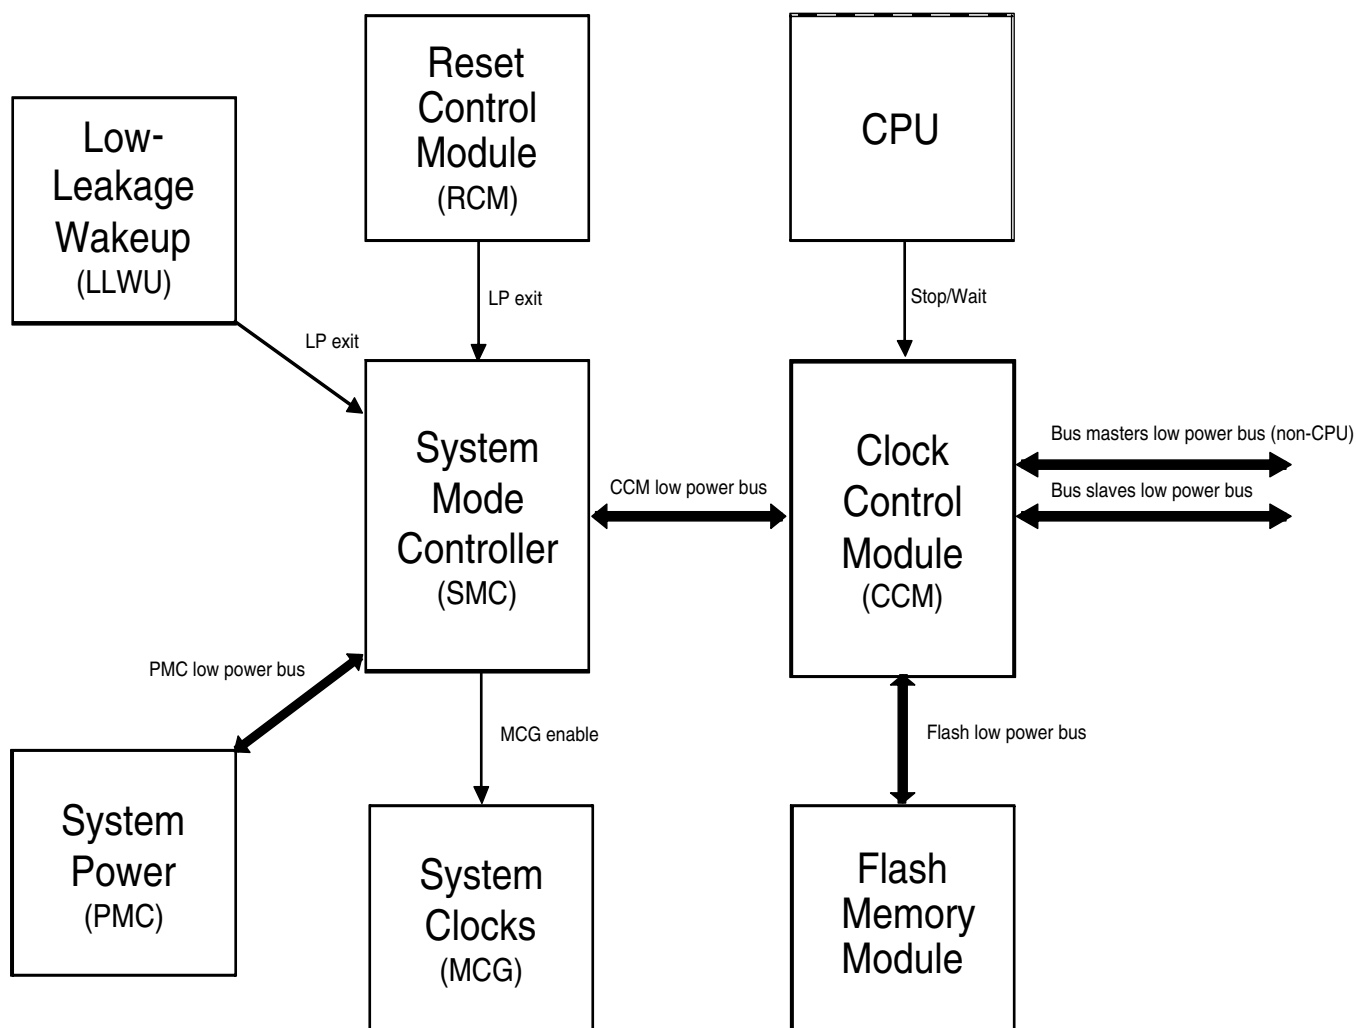 Reset
Control
Module
(RCM)
CPU
Low-
Leakage
Wakeup
(LLWU)
LP exit
Stop/Wait
LP exit
System
Mode
Controller
(SMC)
CCM low power bus
Clock
Control
Module
(CCM)
Bus masters low power bus (non-CPU)
Bus slaves low power bus
PMC low power bus
MCG enable
Flash low power bus
System
Power
(PMC)
System
Clocks
(MCG)
Flash
Memory
Module